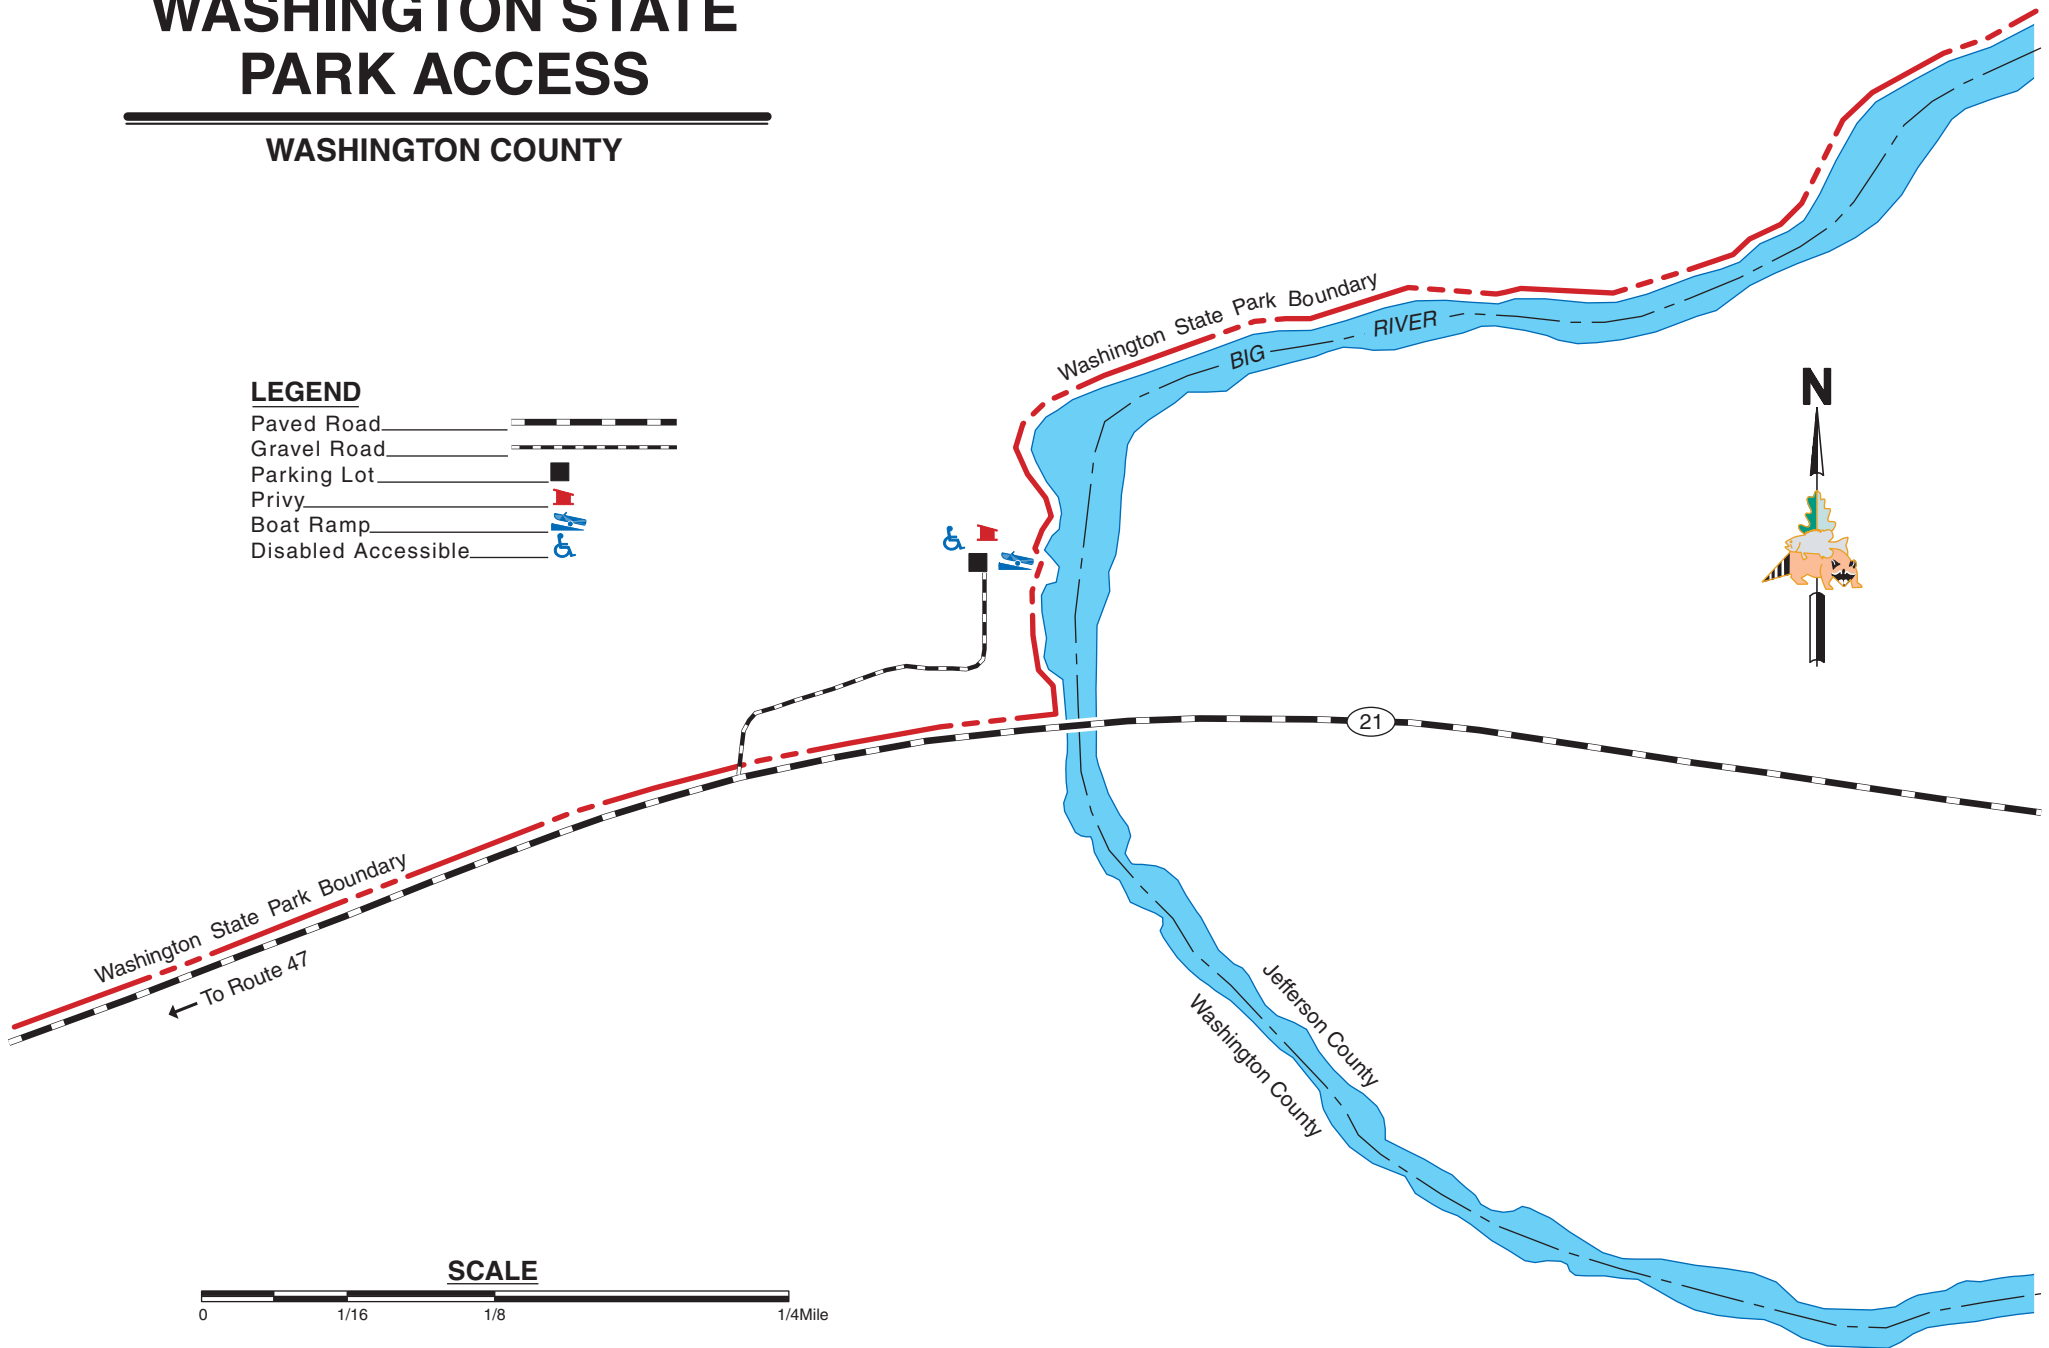 WASHINGTON STATE
PARK ACCESS
WASHINGTON COUNTY
Washington State Park Boundary
BIG RIVER
N
LEGEND
Paved Road
Gravel Road
Parking Lot
Privy
Boat Ramp
Disabled Accessible
21
Washington State Park Boundary
To Route 47
Jefferson County
Washington County
SCALE
0 1/16 1/8 1/4Mile